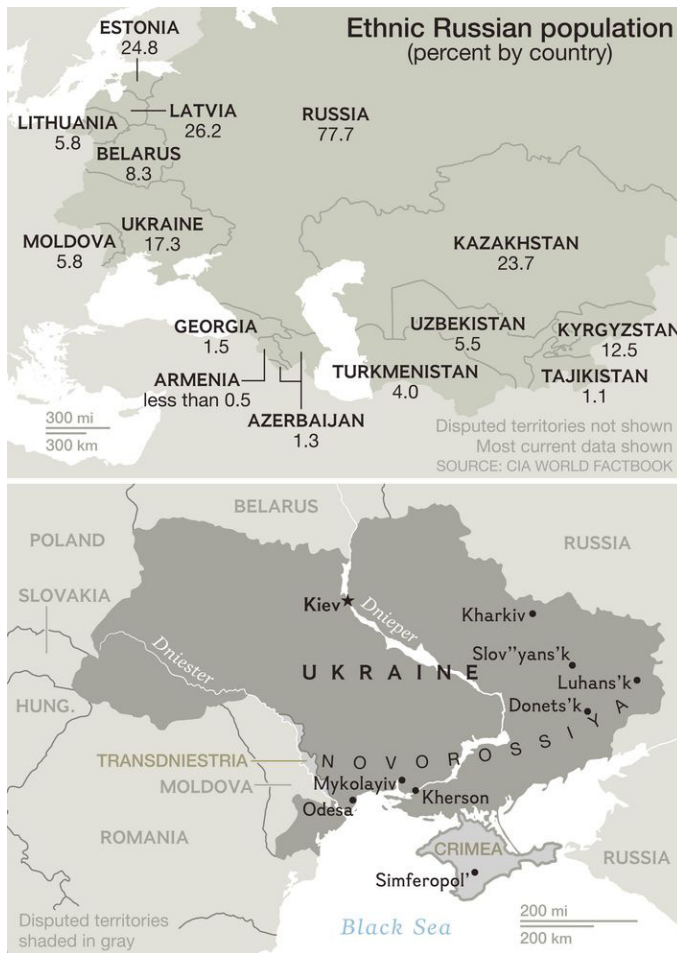 Ethnic Russian population
(percent by country)
ESTONIA
24.8
LATVIA
26.2
RUSSIA
77.7
LITHUANIA
5.8
BELARUS
8.3
UKRAINE
17.3
MOLDOVA
5.8
KAZAKHSTAN
23.7
GEORGIA
1.5
UZBEKISTAN
5.5
KYRGYZSTAN
12.5
ARMENIA
less than 0.5
TURKMENISTAN
4.0
TAJIKISTAN
1.1
AZERBAIJAN
1.3
300 mi
300 km
Disputed territories not shown
Most current data shown
SOURCE: CIA WORLD FACTBOOK
BELARUS
POLAND
RUSSIA
SLOVAKIA
Kiev
Dnieper
Kharkiv
Dniester
Slov''yans'k
UKRAINE
Luhans'k
HUNG.
Donets'k
NOVOROSSIYA
TRANSDNIESTRIA
MOLDOVA
Mykolayiv
Kherson
Odesa
ROMANIA
CRIMEA
RUSSIA
Simferopol'
Disputed territories
shaded in gray
Black Sea
200 mi
200 km